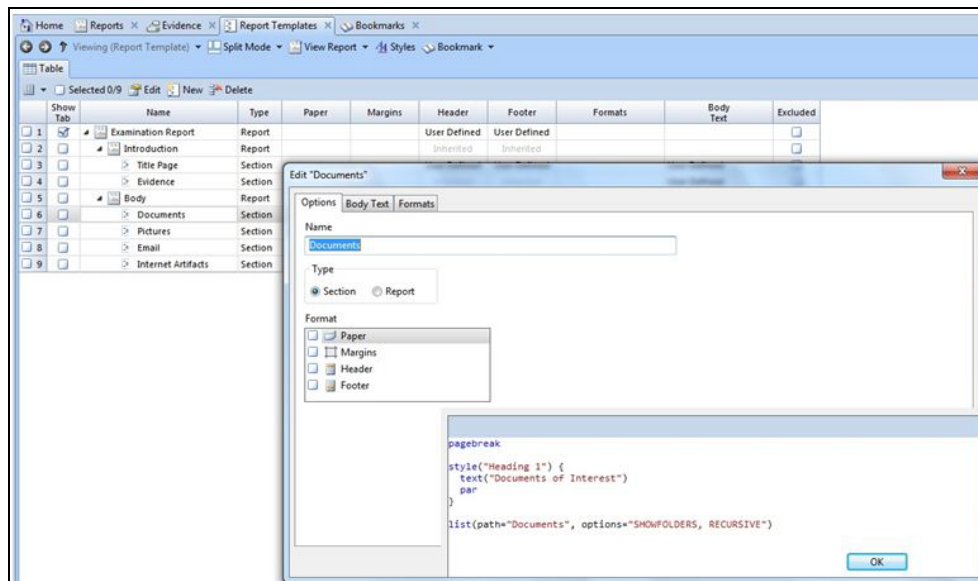 Home Reports Evidence Report Templates Bookmarks
Viewing (Report Template) Split Mode View Report Styles Bookmark
Table
Selected 0/9 Edit New Delete
Show Tab Name Type Paper Margins Header Footer Formats Body Text Excluded
1 Examination Report Report User Defined User Defined
2 Introduction Report Inherited Inherited
3 Title Page Section
4 Evidence Section
5 Body Report
6 Documents Section
7 Pictures Section
8 Email Section
9 Internet Artifacts Section
Edit "Documents"
Options Body Text Formats
Name
Documents
Type
Section Report
Format
Paper
Margins
Header
Footer
pagebreak
style("Heading 1") {
text("Documents of Interest")
par
}
list(path="Documents", options="SHOWFOLDERS, RECURSIVE")
OK